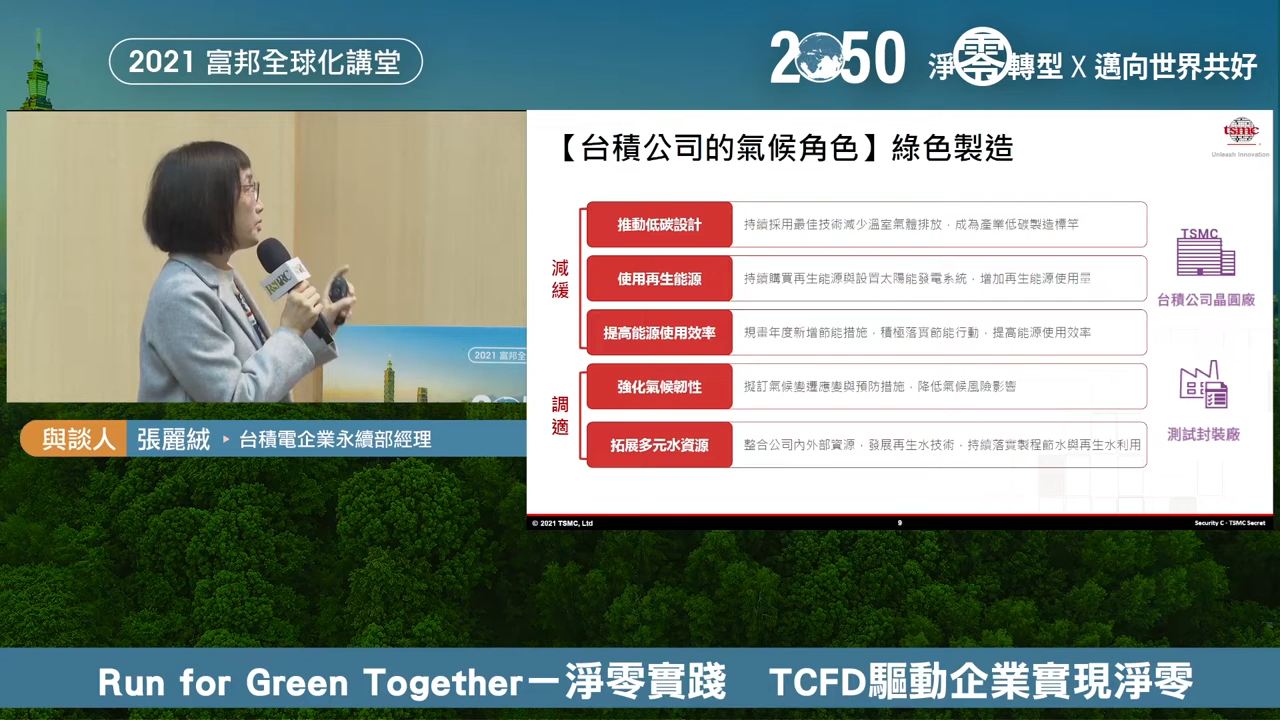 2021 富邦全球化講堂
2050 淨零轉型 X 邁向世界共好
【台積公司的氣候角色】綠色製造
tsmc
Unleash Innovation
減緩
推動低碳設計 持續採用最佳技術減少溫室氣體排放，成為產業低碳製造標竿
使用再生能源 持續購買再生能源與設置太陽能發電系統，增加再生能源使用量
提高能源使用效率 規畫年度新增節能措施，積極落實節能行動，提高能源使用效率
調適
強化氣候韌性 擬訂氣候變遷應變與預防措施，降低氣候風險影響
拓展多元水資源 整合公司內外部資源，發展再生水技術，持續落實製程節水與再生水利用
TSMC
台積公司晶圓廠
測試封裝廠
© 2021 TSMC, Ltd
9
Security C - TSMC Secret
RSPRC
2021 富邦全
與談人 張麗絨 台積電企業永續部經理
Run for Green Together－淨零實踐 TCFD驅動企業實現淨零